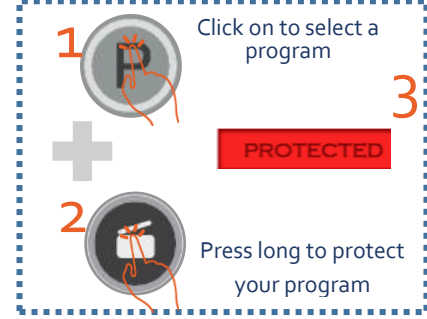 1
P
Click on to select a
program
3
PROTECTED
2
Press long to protect
your program